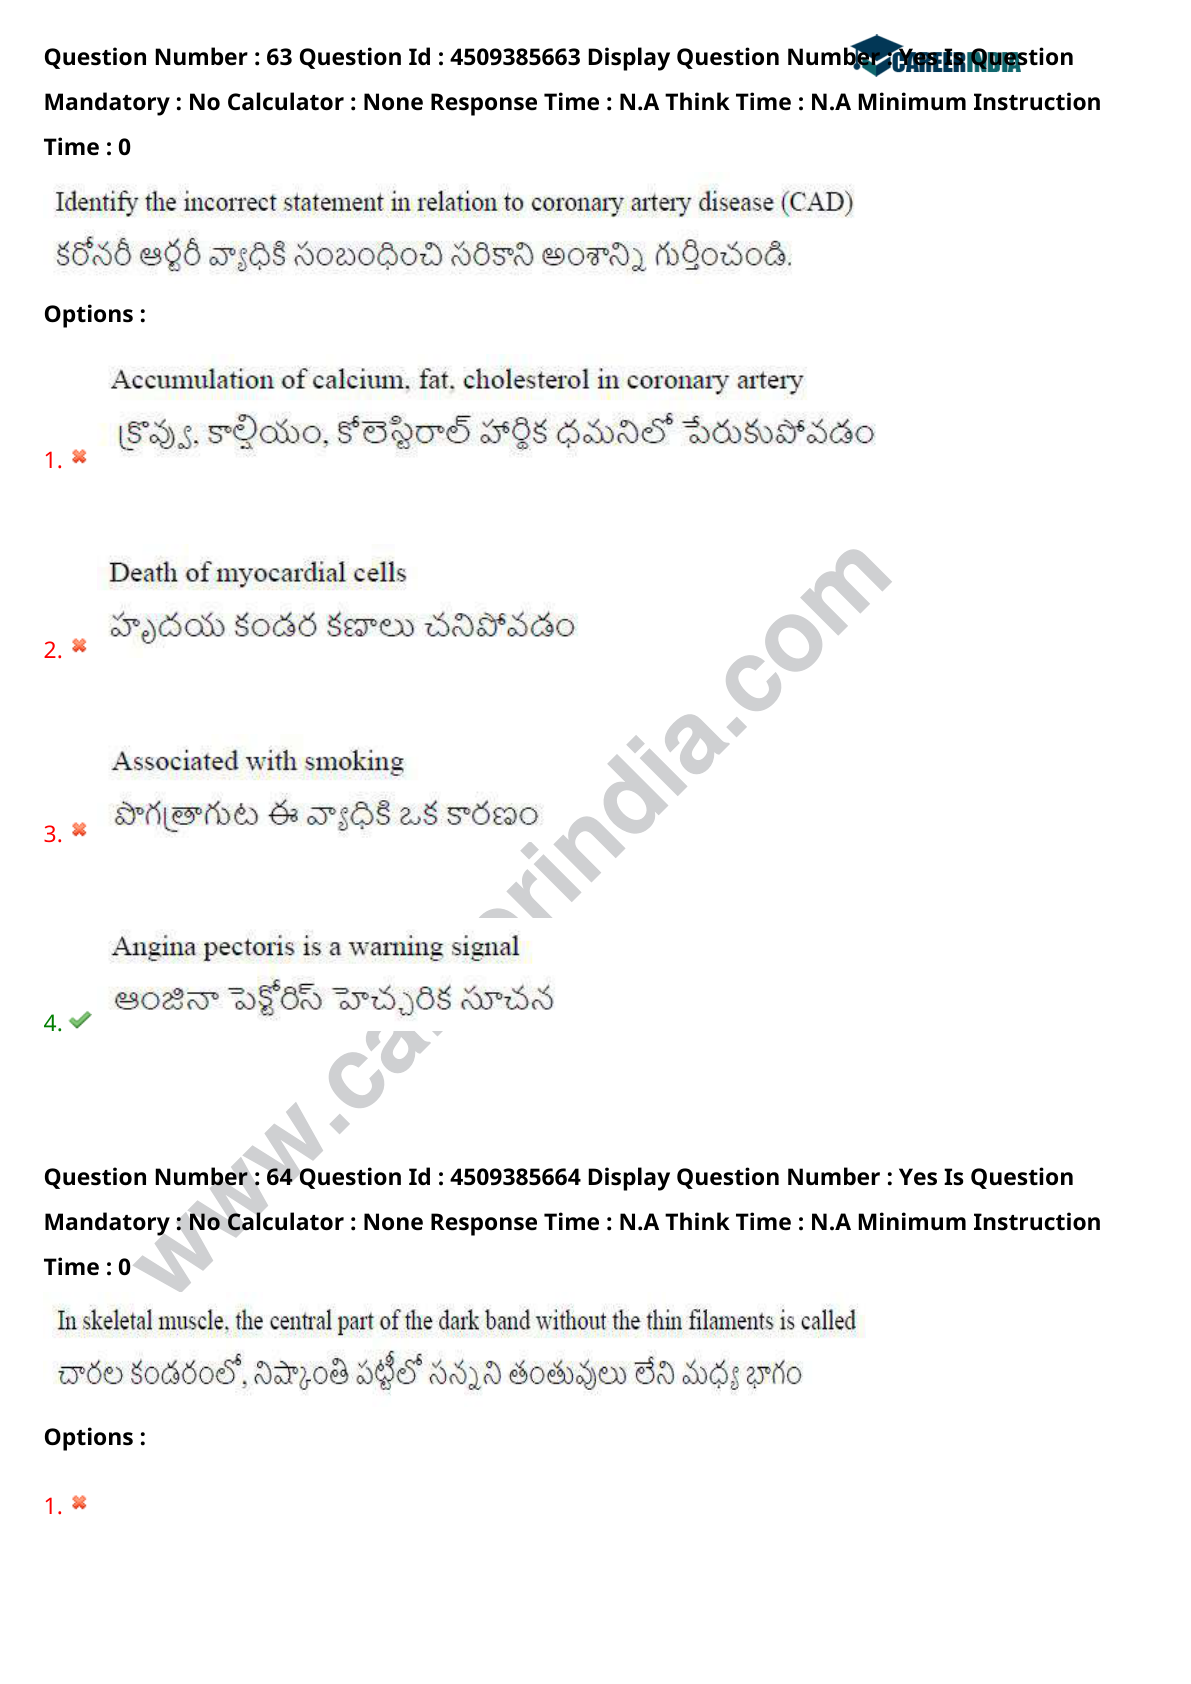 Question Number : 63 Question Id : 4509385663 Display Question Number : Yes Is Question
CAREERINDIA
Mandatory : No Calculator : None Response Time : N.A Think Time : N.A Minimum Instruction
Time : 0
Identify the incorrect statement in relation to coronary artery disease (CAD)
కరోనరీ ఆర్టరీ వ్యాధికి సంబంధించి సరికాని అంశాన్ని గుర్తించండి.
Options :
Accumulation of calcium, fat, cholesterol in coronary artery
క్రొవ్వు, కాల్షియం, కోలెస్టిరాల్ హార్థిక ధమనిలో పేరుకుపోవడం
1.
Death of myocardial cells
హృదయ కండర కణాలు చనిపోవడం
2.
Associated with smoking
పొగత్రాగుట ఈ వ్యాధికి ఒక కారణం
3.
Angina pectoris is a warning signal
ఆంజినా పెక్టోరిస్ హెచ్చరిక సూచన
4.
Question Number : 64 Question Id : 4509385664 Display Question Number : Yes Is Question
Mandatory : No Calculator : None Response Time : N.A Think Time : N.A Minimum Instruction
Time : 0
In skeletal muscle, the central part of the dark band without the thin filaments is called
చారల కండరంలో, నిష్కాంతి పట్టీలో సన్నని తంతువులు లేని మధ్య భాగం
Options :
1.